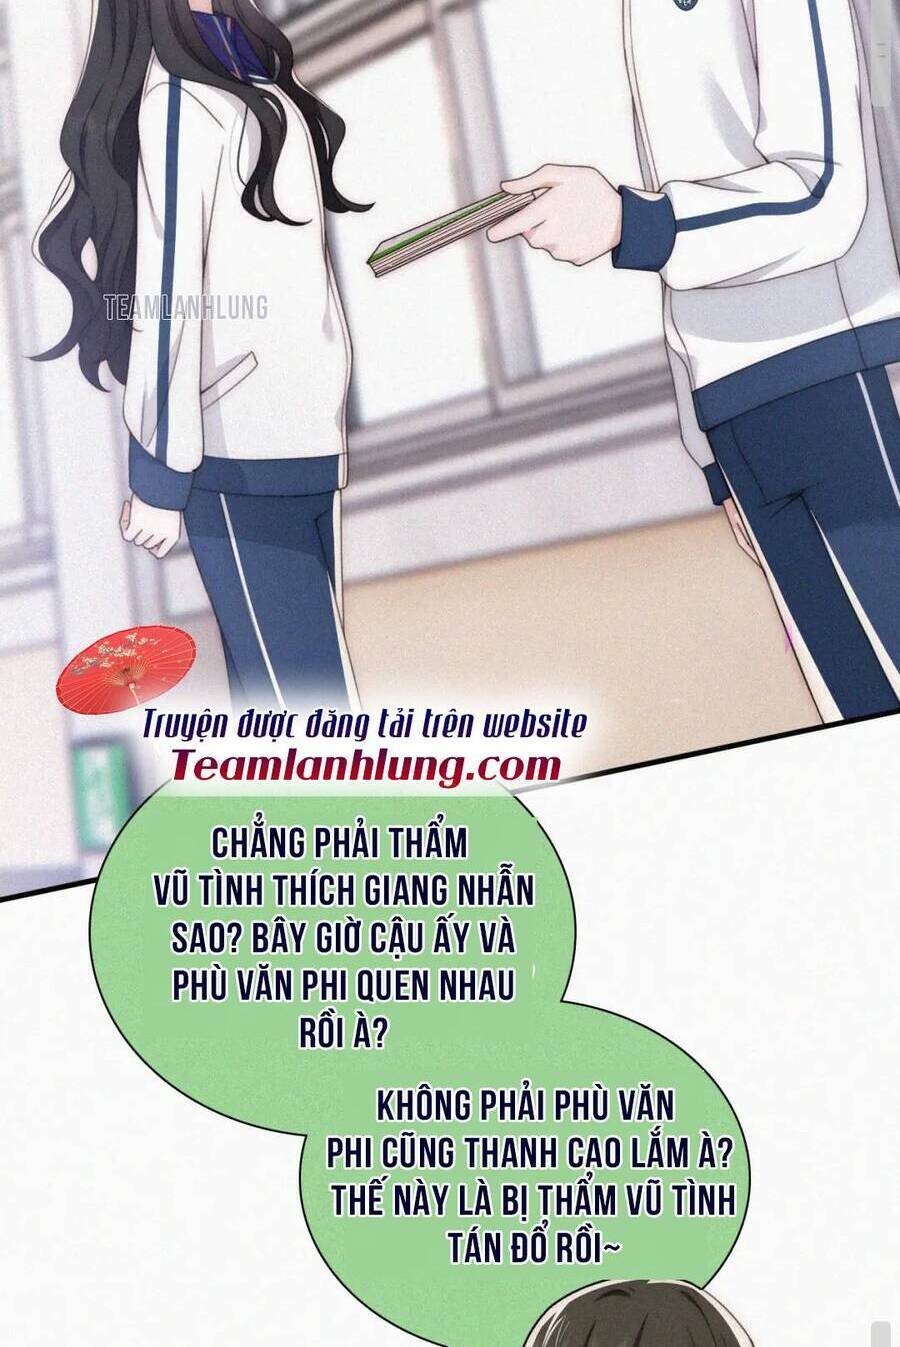 TEAMLANHLUNG
Truyện được đăng tải trên website
Teamlanhlung.com
CHẲNG PHẢI THẨM
VŨ TÌNH THÍCH GIANG NHẪN
SAO? BÂY GIỜ CẬU ẤY VÀ
PHÙ VĂN PHI QUEN NHAU
RỒI À?
KHÔNG PHẢI PHÙ VĂN
PHI CŨNG THANH CAO LẮM À?
THẾ NÀY LÀ BỊ THẨM VŨ TÌNH
TÁN ĐỔ RỒI~